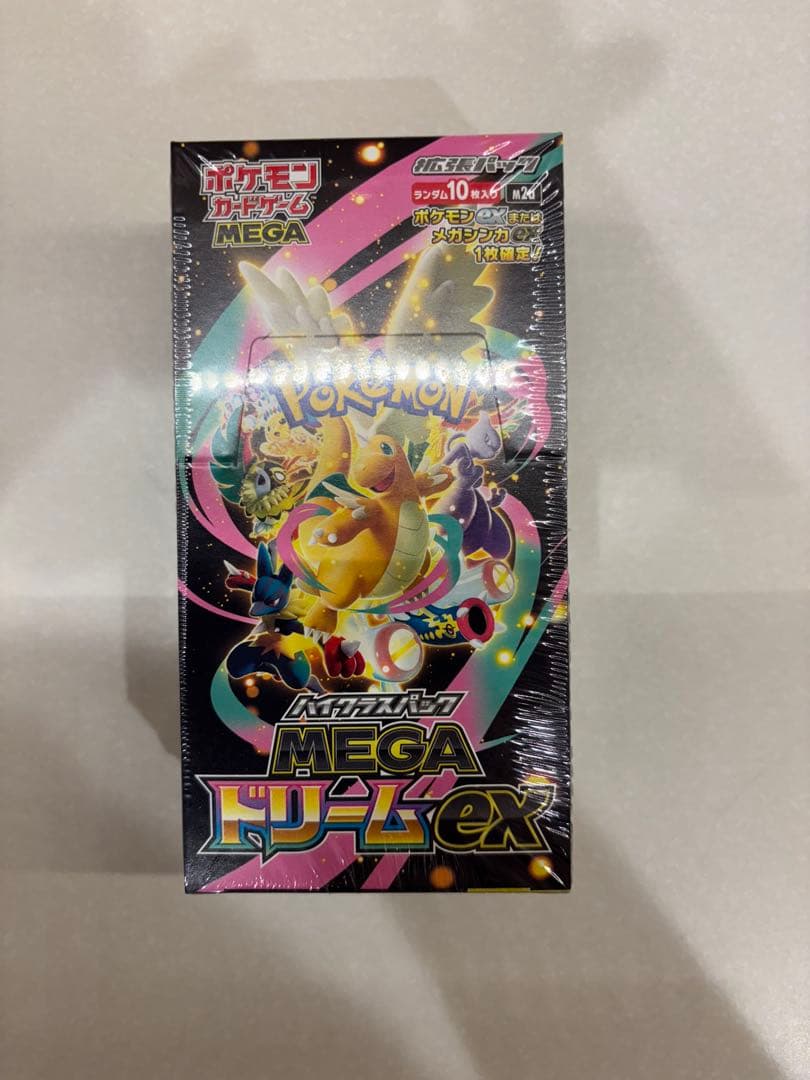 ポケモン
カードゲーム
MEGA
拡張パック
ランダム10枚入り
M2a
ポケモンexまたは
メガシンカex
1枚確定!
POKÉMON
ハイクラスパック
MEGA
ドリームex